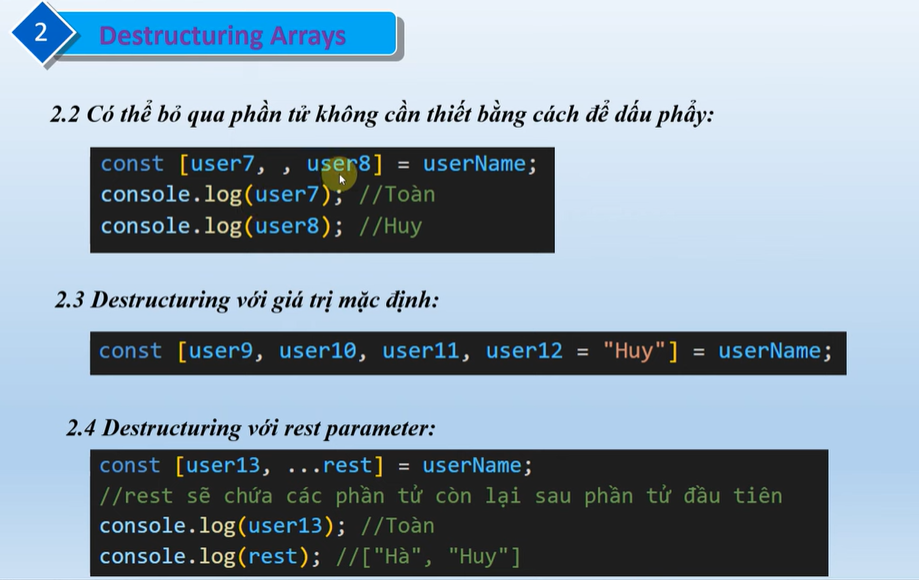 2
Destructuring Arrays
2.2 Có thể bỏ qua phần tử không cần thiết bằng cách để dấu phẩy:
const [user7, , user8] = userName;
console.log(user7); //Toàn
console.log(user8); //Huy
2.3 Destructuring với giá trị mặc định:
const [user9, user10, user11, user12 = "Huy"] = userName;
2.4 Destructuring với rest parameter:
const [user13, ...rest] = userName;
//rest sẽ chứa các phần tử còn lại sau phần tử đầu tiên
console.log(user13); //Toàn
console.log(rest); //["Hà", "Huy"]